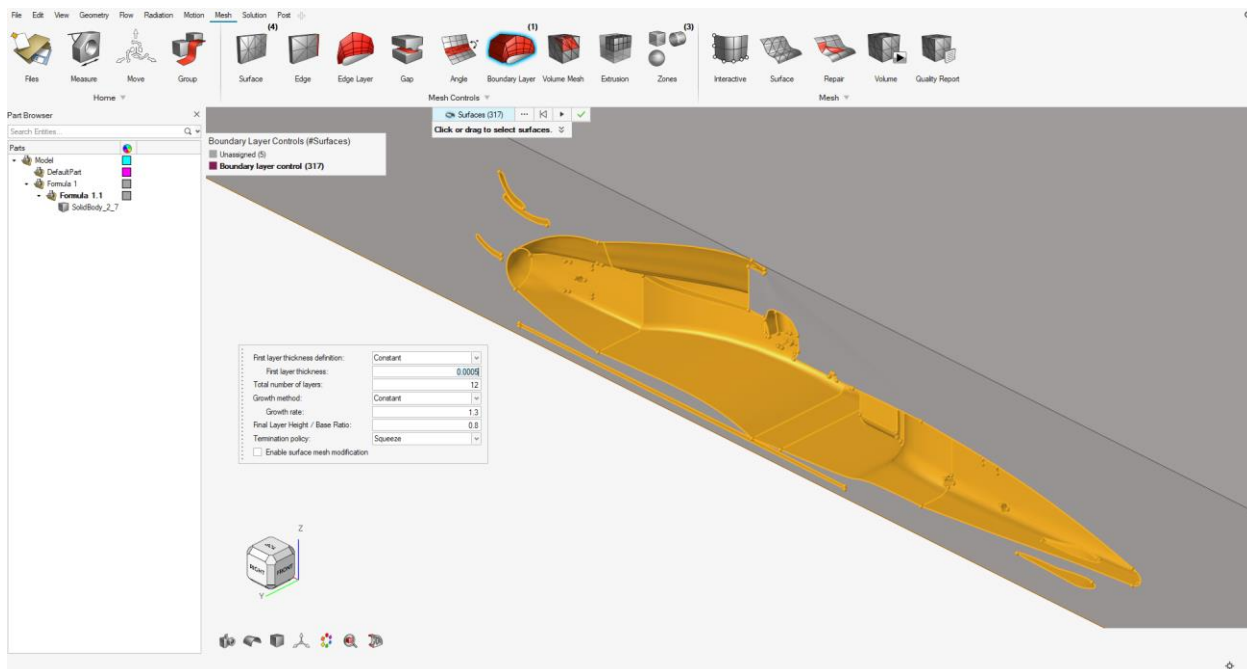 File Edit View Geometry Flow Radiation Motion Mesh Solution Post
(4) (1) (3)
Files Measure Move Group Surface Edge Edge Layer Gap Angle Boundary Layer Volume Mesh Extrusion Zones Interactive Surface Repair Volume Quality Report
Home Mesh Controls Mesh
Part Browser
Surfaces (317)
Search Entities...
Click or drag to select surfaces.
Parts
Boundary Layer Controls (#Surfaces)
Model
Unassigned (5)
DefaultPart
Boundary layer control (317)
Formula 1
Formula 1.1
SolidBody_2_7
First layer thickness definition: Constant
First layer thickness: 0.0005
Total number of layers: 12
Growth method: Constant
Growth rate: 1.3
Final Layer Height / Base Ratio: 0.8
Termination policy: Squeeze
Enable surface mesh modification
Z
RIGHT FRONT
Y